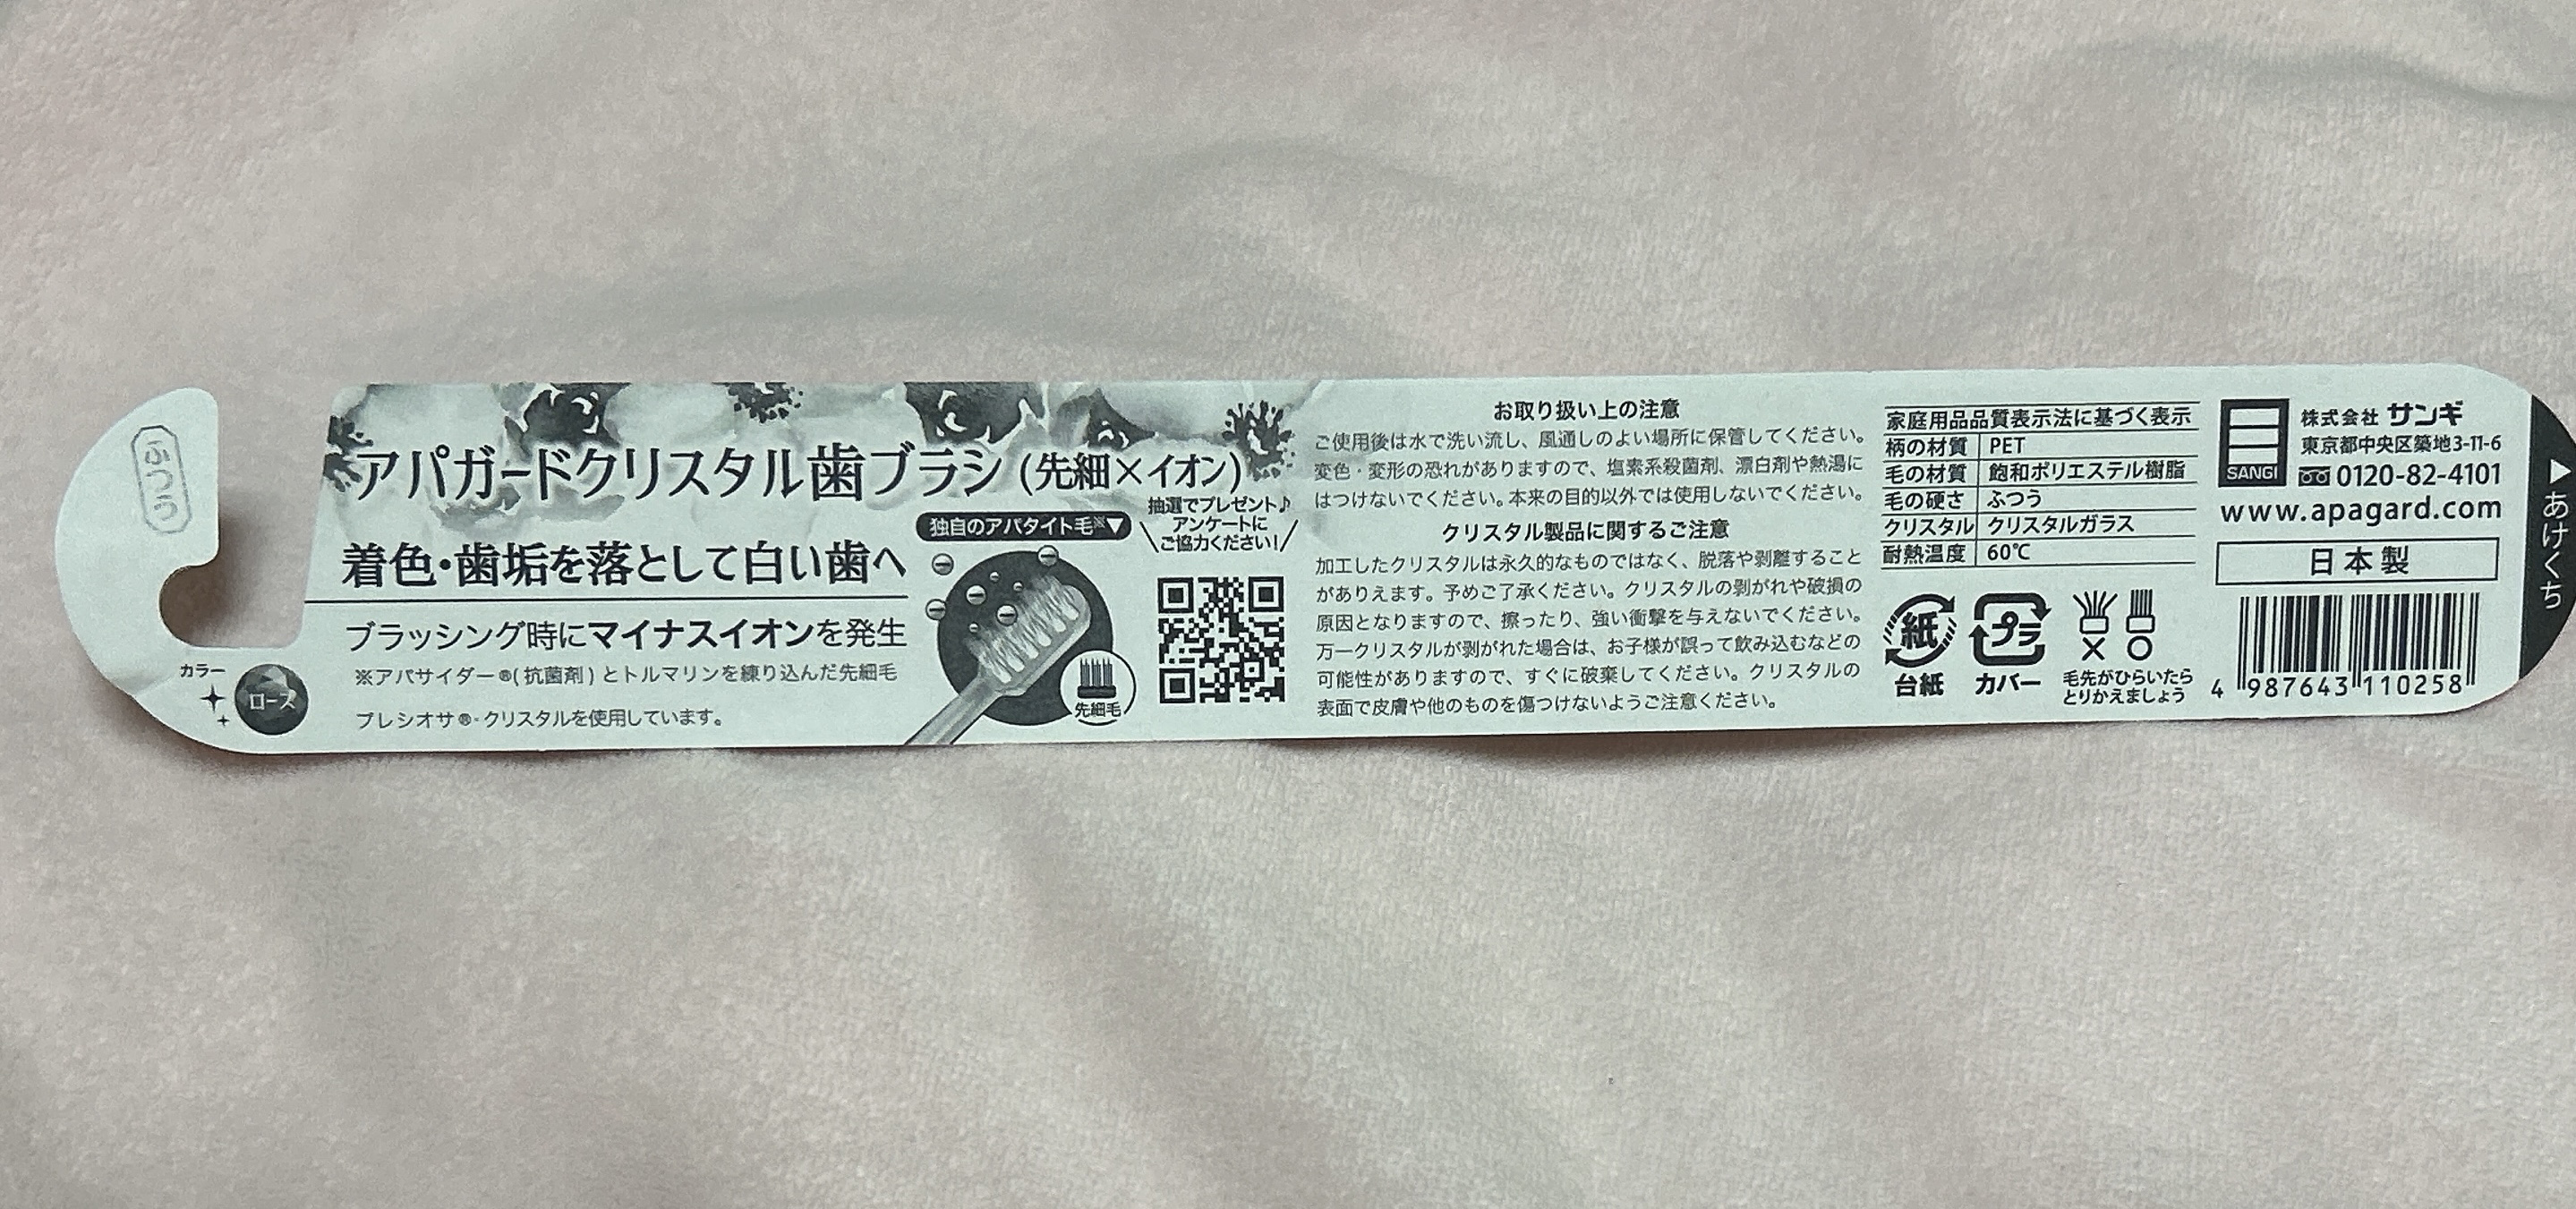 ふつう
カラー
ローズ
アパガードクリスタル歯ブラシ (先細×イオン)
着色・歯垢を落として白い歯へ
ブラッシング時にマイナスイオンを発生
※アパサイダー®(抗菌剤)とトルマリンを練り込んだ先細毛
プレシオサ®・クリスタルを使用しています。
独自のアパタイト毛※▼
先細毛
抽選でプレゼント♪
アンケートに
ご協力ください!
お取り扱い上の注意
ご使用後は水で洗い流し、風通しのよい場所に保管してください。
変色・変形の恐れがありますので、塩素系殺菌剤、漂白剤や熱湯に
はつけないでください。本来の目的以外では使用しないでください。
クリスタル製品に関するご注意
加工したクリスタルは永久的なものではなく、脱落や剥離すること
がありえます。予めご了承ください。クリスタルの剥がれや破損の
原因となりますので、擦ったり、強い衝撃を与えないでください。
万一クリスタルが剥がれた場合は、お子様が誤って飲み込むなどの
可能性がありますので、すぐに破棄してください。クリスタルの
表面で皮膚や他のものを傷つけないようご注意ください。
家庭用品品質表示法に基づく表示
柄の材質 PET
毛の材質 飽和ポリエステル樹脂
毛の硬さ ふつう
クリスタル クリスタルガラス
耐熱温度 60℃
紙
台紙
プラ
カバー
毛先がひらいたら
とりかえましょう
SANGI
株式会社 サンギ
東京都中央区築地3-11-6
0120-82-4101
www.apagard.com
日本製
4 987643 110258
▶あけくち